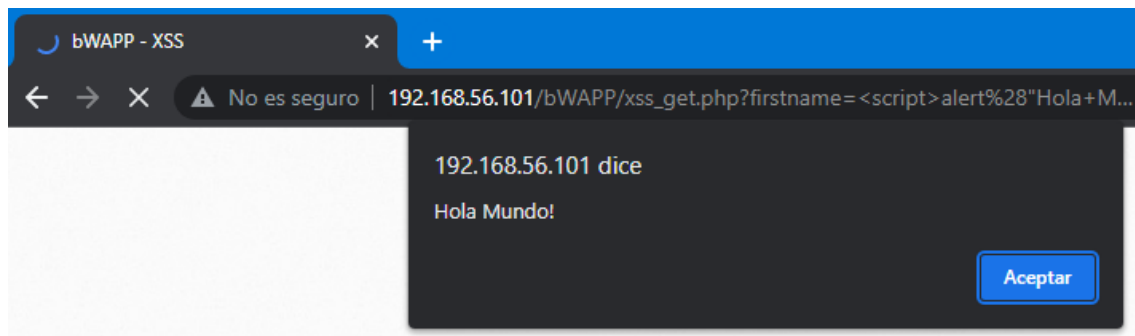 bWAPP - XSS
No es seguro | 192.168.56.101/bWAPP/xss_get.php?firstname=<script>alert%28"Hola+M...
192.168.56.101 dice
Hola Mundo!
Aceptar